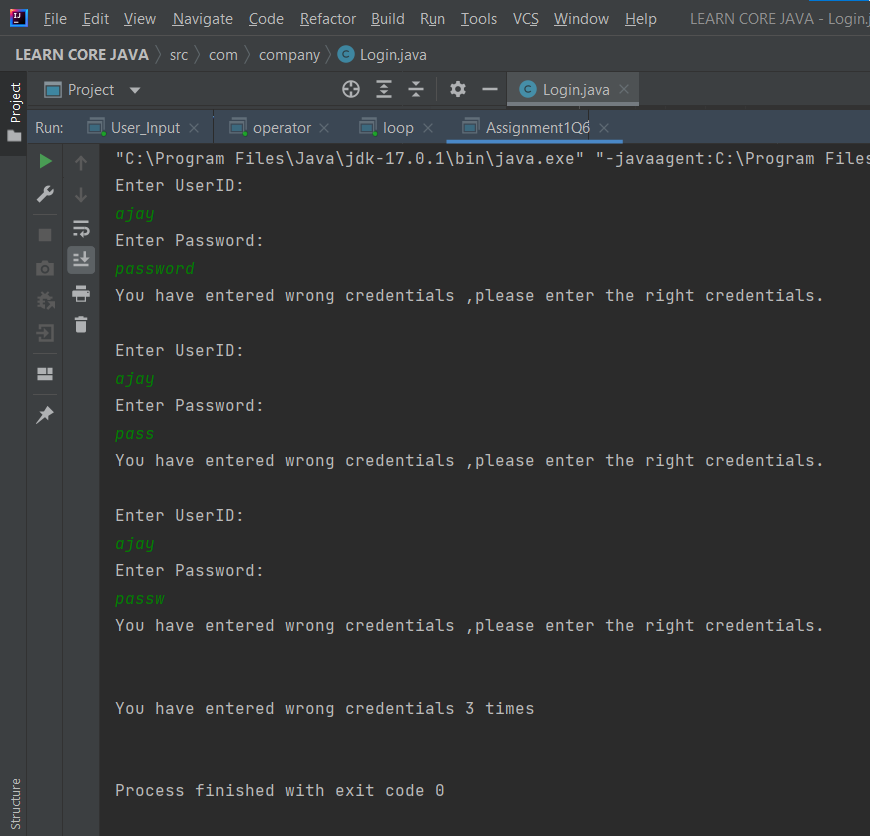 File Edit View Navigate Code Refactor Build Run Tools VCS Window Help LEARN CORE JAVA - Login.j
LEARN CORE JAVA src com company C Login.java
Project Project C Login.java
Run: User_Input operator loop Assignment1Q6
"C:\Program Files\Java\jdk-17.0.1\bin\java.exe" "-javaagent:C:\Program Files
Enter UserID:
ajay
Enter Password:
password
You have entered wrong credentials ,please enter the right credentials.
Enter UserID:
ajay
Enter Password:
pass
You have entered wrong credentials ,please enter the right credentials.
Enter UserID:
ajay
Enter Password:
passw
You have entered wrong credentials ,please enter the right credentials.
You have entered wrong credentials 3 times
Process finished with exit code 0
Structure